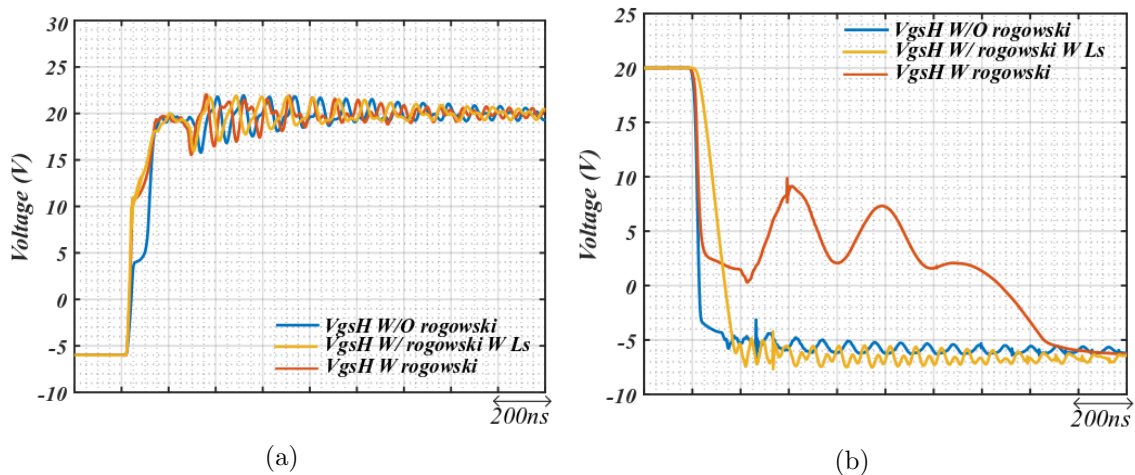 30
25
20
15
10
5
0
-5
-10
Voltage (V)
VgsH W/O rogowski
VgsH W/ rogowski W Ls
VgsH W rogowski
200ns
(a)
25
20
15
10
5
0
-5
-10
Voltage (V)
VgsH W/O rogowski
VgsH W/ rogowski W Ls
VgsH W rogowski
200ns
(b)